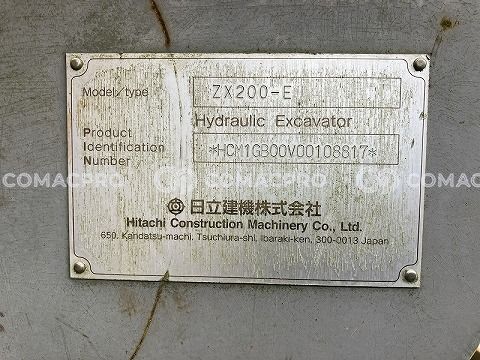 Model/type ZX200-E
Hydraulic Excavator
Product
Identification
Number *HCM1GB00V00108817*
COMACPRO COMACPRO COMACPRO
日立建機株式会社
Hitachi Construction Machinery Co., Ltd.
650, Kandatsu-machi, Tsuchiura-shi, Ibaraki-ken, 300-0013 Japan